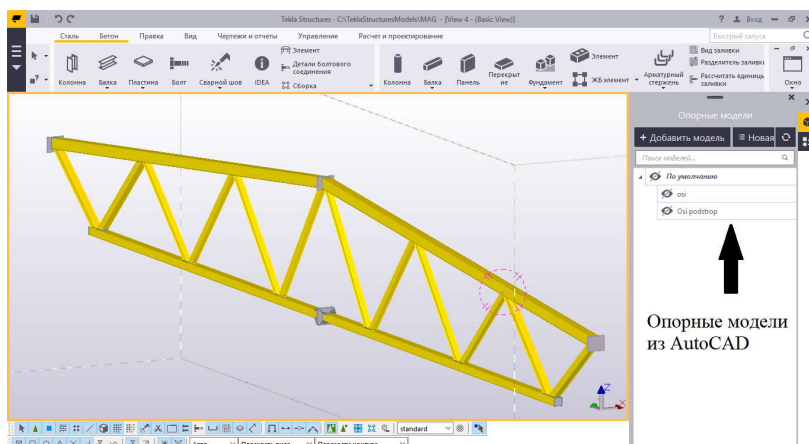 Tekla Structures - C:\TeklaStructuresModels\MAG - [View 4 - (Basic View)]
? Вход
Сталь Бетон Правка Вид Чертежи и отчеты Управление Расчет и проектирование
Быстрый запуск
Колонна Балка Пластина Болт Сварной шов IDEA
Элемент
Детали болтового соединения
Сборка
Колонна Балка Панель Перекрытие Фундамент
Элемент
ЖБ элемент
Арматурный стержень
Вид заливки
Разделитель заливки
Рассчитать единицы заливки
Окно
Опорные модели
+ Добавить модель Новая
Поиск моделей...
По умолчанию
osi
Osi podstrop
Опорные модели
из AutoCAD
Z
standard